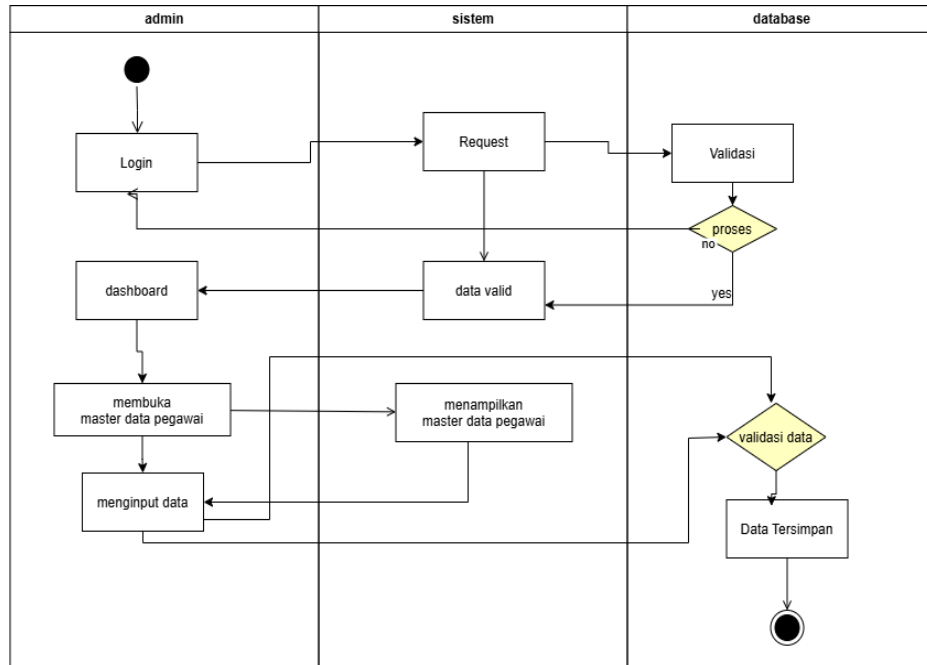 admin
sistem
database
Login
Request
Validasi
proses
no
dashboard
data valid
yes
membuka
master data pegawai
menampilkan
master data pegawai
validasi data
menginput data
Data Tersimpan